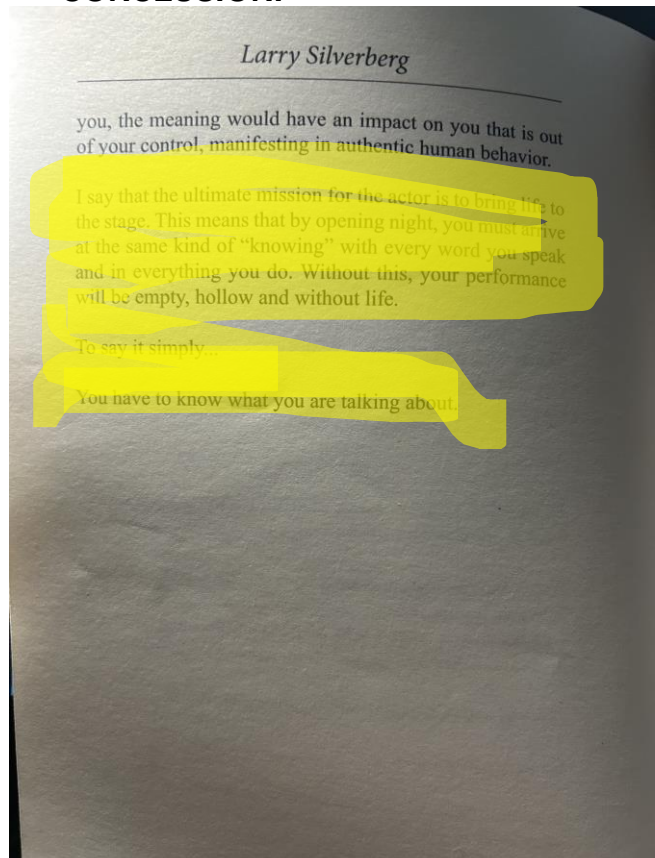 CONCLUSION:
Larry Silverberg
you, the meaning would have an impact on you that is out
of your control, manifesting in authentic human behavior.
I say that the ultimate mission for the actor is to bring life to
the stage. This means that by opening night, you must arrive
at the same kind of “knowing” with every word you speak
and in everything you do. Without this, your performance
will be empty, hollow and without life.
To say it simply...
You have to know what you are talking about.